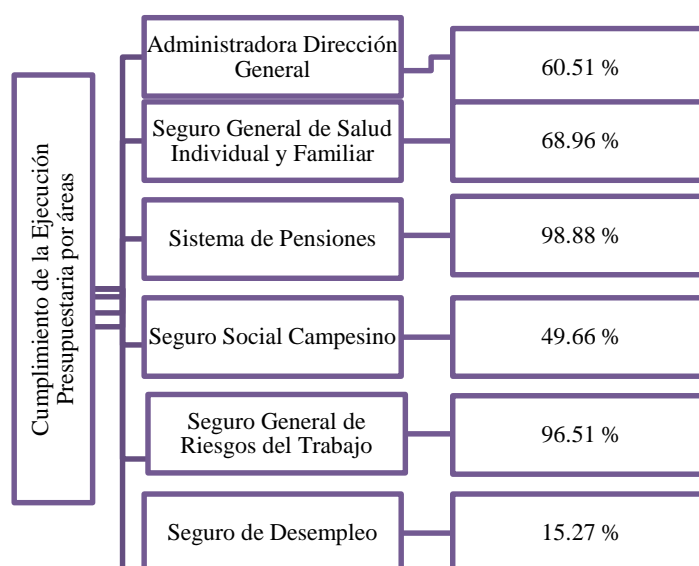 Cumplimiento de la Ejecución
Presupuestaria por áreas
Administradora Dirección
General
60.51 %
Seguro General de Salud
Individual y Familiar
68.96 %
Sistema de Pensiones
98.88 %
Seguro Social Campesino
49.66 %
Seguro General de
Riesgos del Trabajo
96.51 %
Seguro de Desempleo
15.27 %